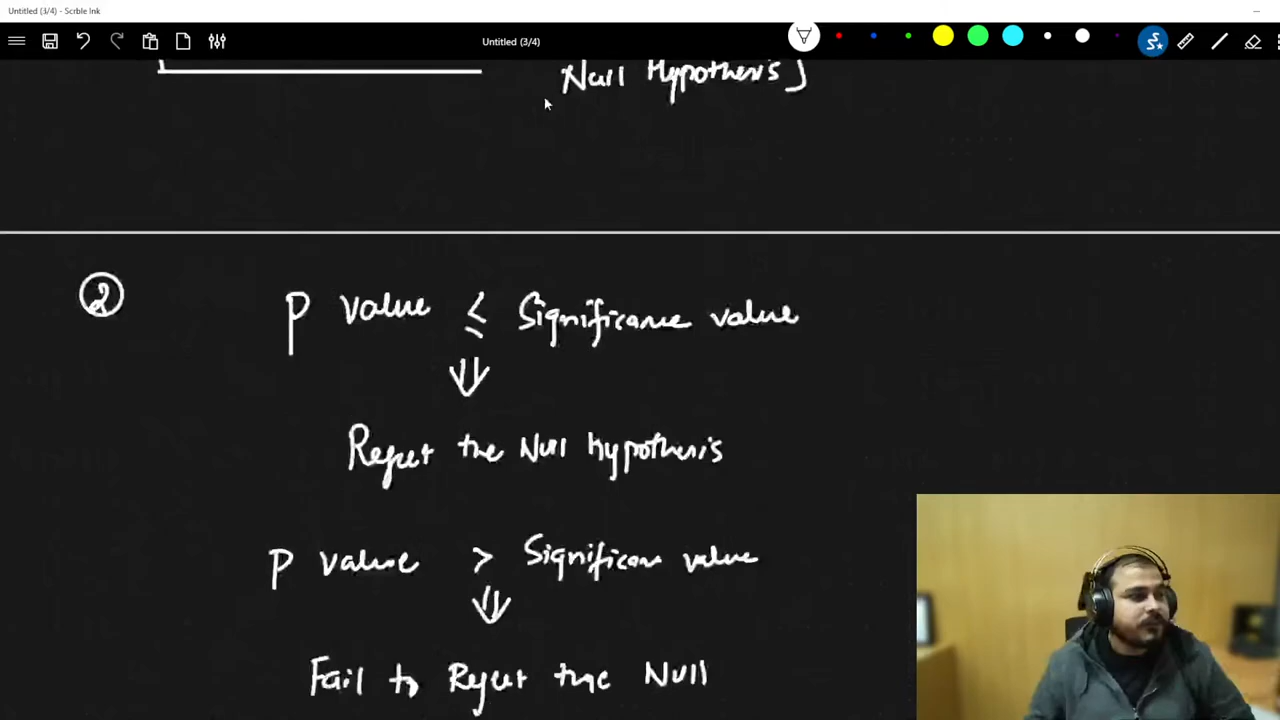 Untitled (3/4) - Scrble Ink
Untitled (3/4)
Null Hypothesis]
2
P value ≤ Significance value
Reject the Null Hypothesis
P value > Significance value
Fail to Reject the Null